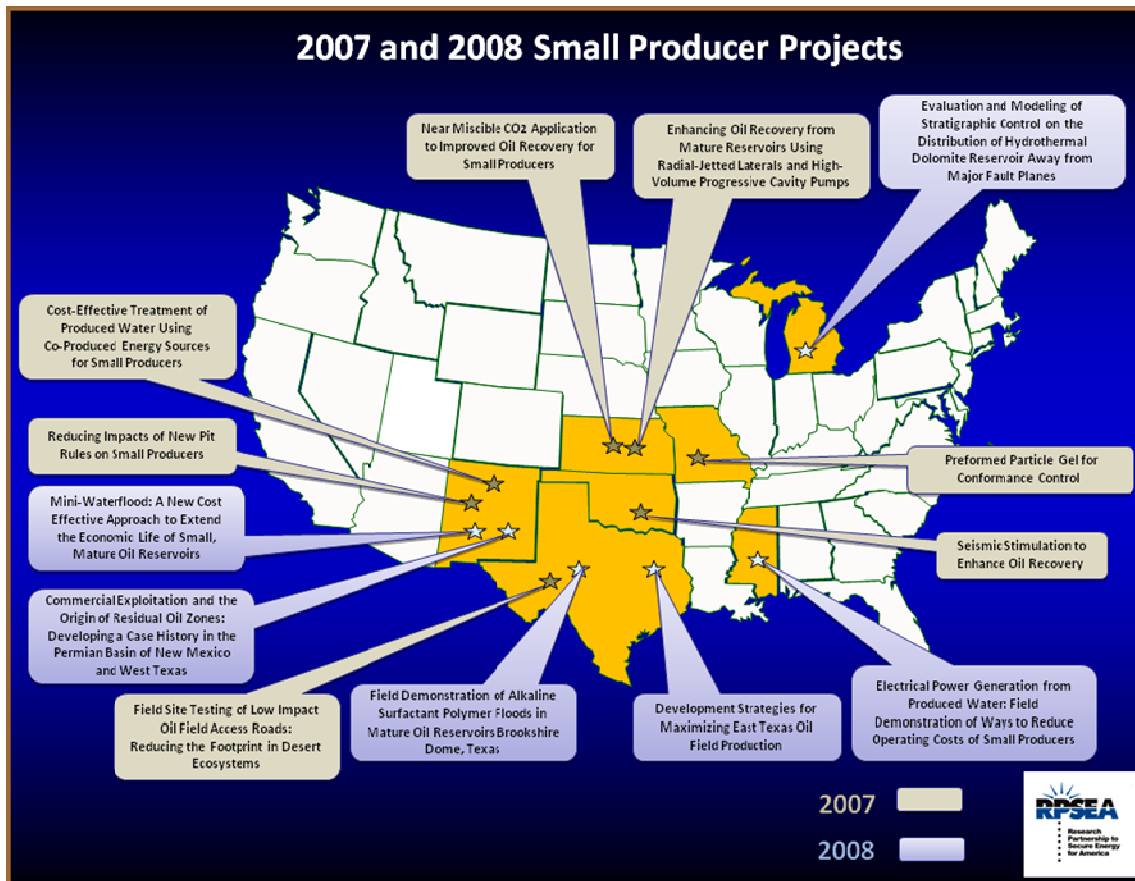 2007 and 2008 Small Producer Projects
Near Miscible CO2 Application
to Improved Oil Recovery for
Small Producers
Enhancing Oil Recovery from
Mature Reservoirs Using
Radial-Jetted Laterals and High-
Volume Progressive Cavity Pumps
Evaluation and Modeling of
Stratigraphic Control on the
Distribution of Hydrothermal
Dolomite Reservoir Away from
Major Fault Planes
Cost-Effective Treatment of
Produced Water Using
Co-Produced Energy Sources
for Small Producers
Reducing Impacts of New Pit
Rules on Small Producers
Mini-Waterflood: A New Cost
Effective Approach to Extend
the Economic Life of Small,
Mature Oil Reservoirs
Commercial Exploitation and the
Origin of Residual Oil Zones:
Developing a Case History in the
Permian Basin of New Mexico
and West Texas
Field Site Testing of Low Impact
Oil Field Access Roads:
Reducing the Footprint in Desert
Ecosystems
Field Demonstration of Alkaline
Surfactant Polymer Floods in
Mature Oil Reservoirs Brookshire
Dome, Texas
Development Strategies for
Maximizing East Texas Oil
Field Production
Preformed Particle Gel for
Conformance Control
Seismic Stimulation to
Enhance Oil Recovery
Electrical Power Generation from
Produced Water: Field
Demonstration of Ways to Reduce
Operating Costs of Small Producers
2007
2008
RPSEA
Research
Partnership to
Secure Energy
for America